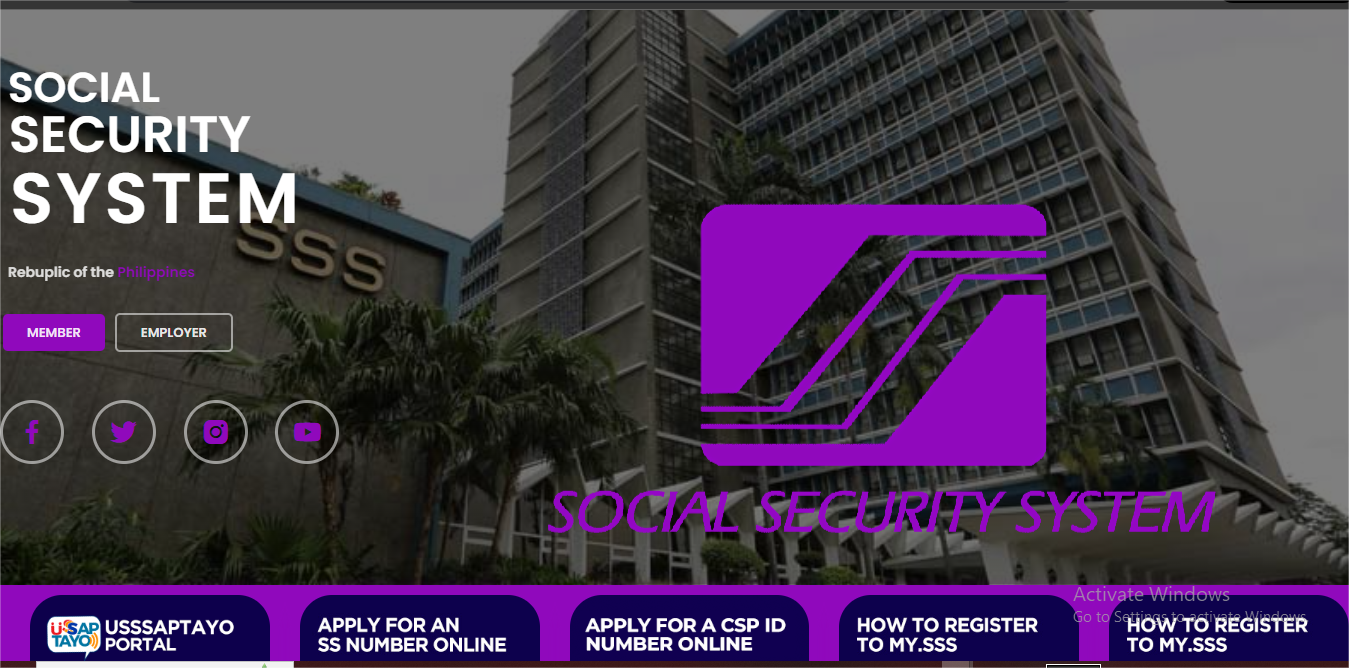 SOCIAL
SECURITY
SYSTEM
SSS
Rebuplic of the Philippines
MEMBER
EMPLOYER
SOCIAL SECURITY SYSTEM
Activate Windows
Go to Settings to activate Windows.
USSAP
TAYO
USSSAPTAYO
PORTAL
APPLY FOR AN
SS NUMBER ONLINE
APPLY FOR A CSP ID
NUMBER ONLINE
HOW TO REGISTER
TO MY.SSS
HOW TO REGISTER
TO MY.SSS